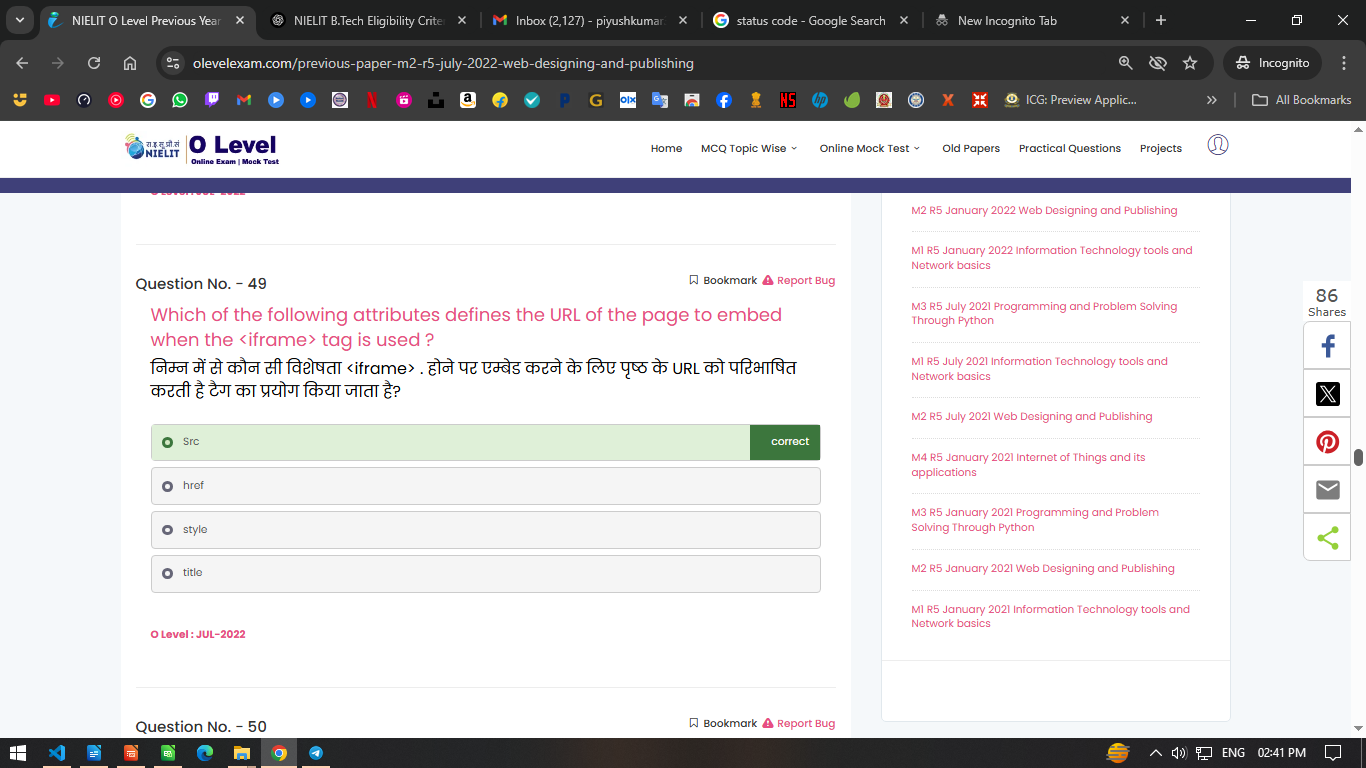 NIELIT O Level Previous Year
NIELIT B.Tech Eligibility Criter
Inbox (2,127) - piyushkumar
status code - Google Search
New Incognito Tab
olevelexam.com/previous-paper-m2-r5-july-2022-web-designing-and-publishing
Incognito
ICG: Preview Applic...
All Bookmarks
NIELIT
O Level
Online Exam | Mock Test
Home
MCQ Topic Wise
Online Mock Test
Old Papers
Practical Questions
Projects
O Level : JUL-2022
Question No. - 49
Bookmark
Report Bug
Which of the following attributes defines the URL of the page to embed
when the <iframe> tag is used ?
निम्न में से कौन सी विशेषता <iframe> . होने पर एम्बेड करने के लिए पृष्ठ के URL को परिभाषित
करती है टैग का प्रयोग किया जाता है?
Src
correct
href
style
title
O Level : JUL-2022
Question No. - 50
Bookmark
Report Bug
M2 R5 January 2022 Web Designing and Publishing
M1 R5 January 2022 Information Technology tools and
Network basics
M3 R5 July 2021 Programming and Problem Solving
Through Python
M1 R5 July 2021 Information Technology tools and
Network basics
M2 R5 July 2021 Web Designing and Publishing
M4 R5 January 2021 Internet of Things and its
applications
M3 R5 January 2021 Programming and Problem
Solving Through Python
M2 R5 January 2021 Web Designing and Publishing
M1 R5 January 2021 Information Technology tools and
Network basics
86
Shares
ENG
02:41 PM